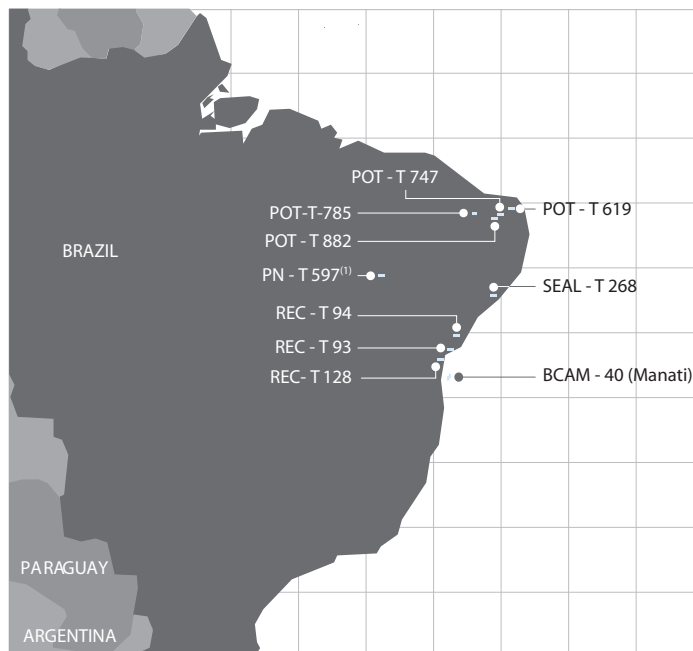 POT - T 747
POT-T-785
POT - T 619
POT - T 882
BRAZIL
PN - T 597(1)
SEAL - T 268
REC - T 94
REC - T 93
REC- T 128
BCAM - 40 (Manati)
PARAGUAY
ARGENTINA